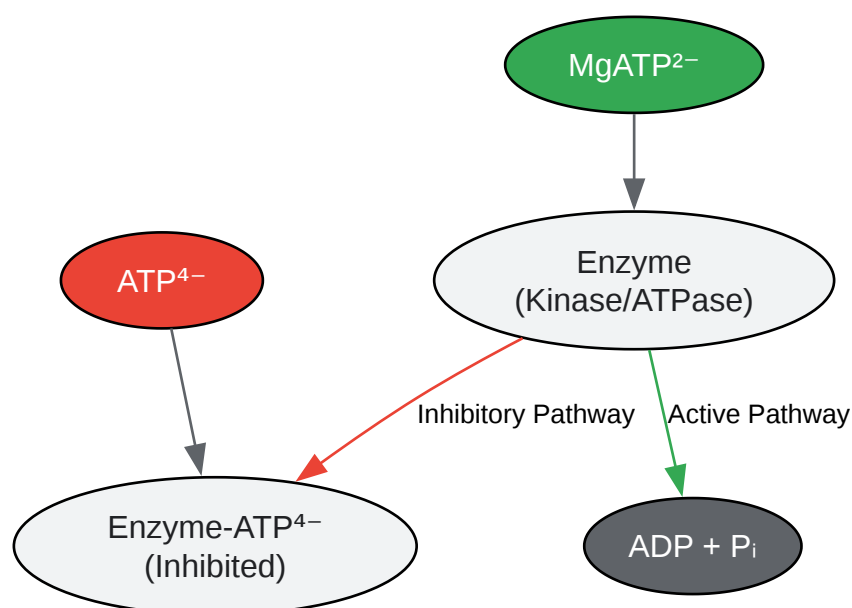 MgATP²⁻
Enzyme
(Kinase/ATPase)
ATP⁴⁻
Inhibitory Pathway
Active Pathway
Enzyme-ATP⁴⁻
(Inhibited)
ADP + Pᵢ